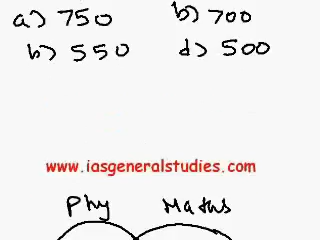 a) 750 b) 700
b) 550 d) 500
www.iasgeneralstudies.com
Phy Maths